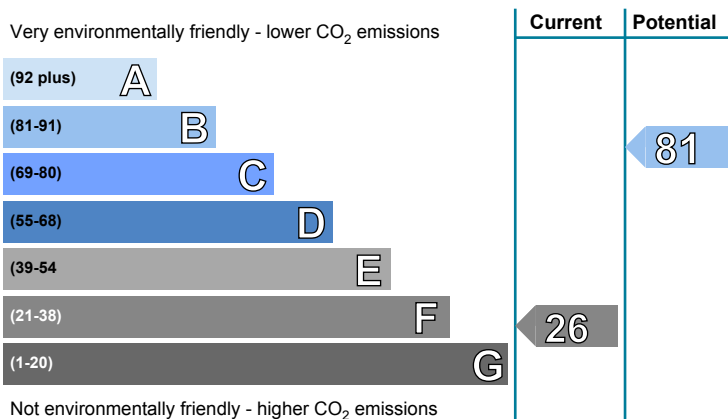 Current Potential
Very environmentally friendly - lower CO₂ emissions
(92 plus) A
(81-91) B
81
(69-80) C
(55-68) D
(39-54 E
(21-38) F
26
(1-20) G
Not environmentally friendly - higher CO₂ emissions